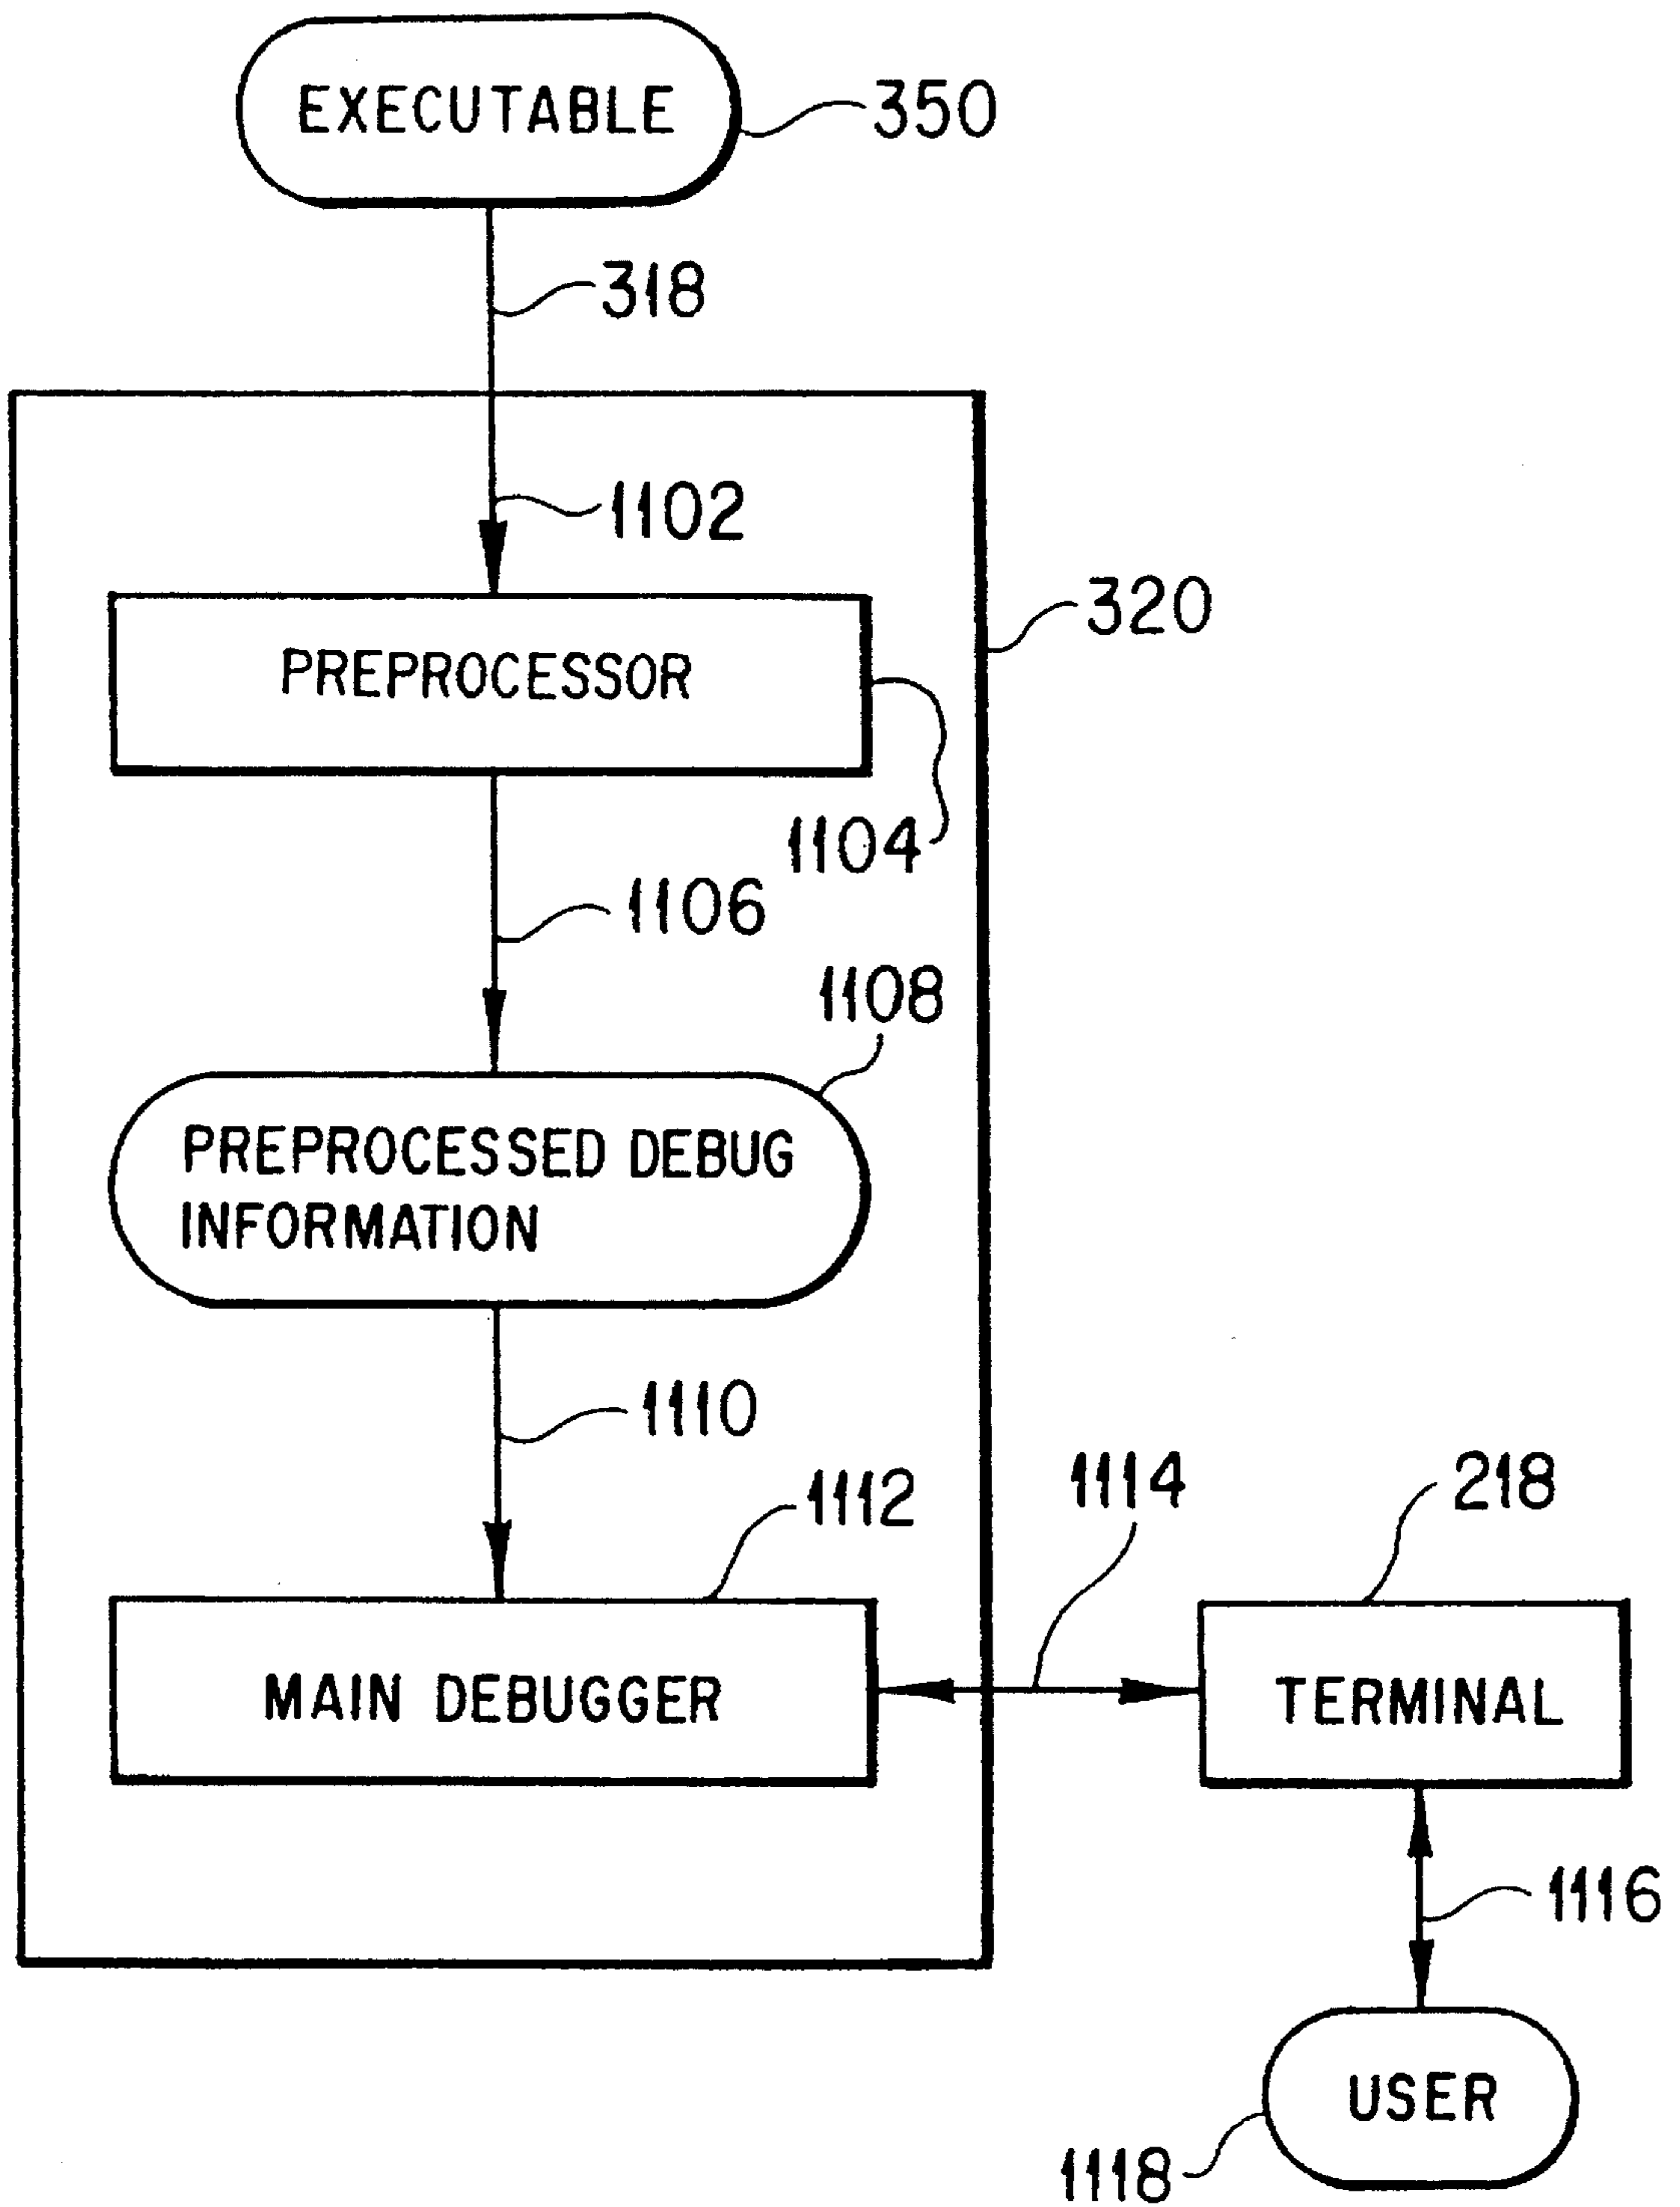 EXECUTABLE
350
318
1102
320
PREPROCESSOR
1104
1106
1108
PREPROCESSED DEBUG
INFORMATION
1110
1112
1114
218
MAIN DEBUGGER
TERMINAL
1116
USER
1118